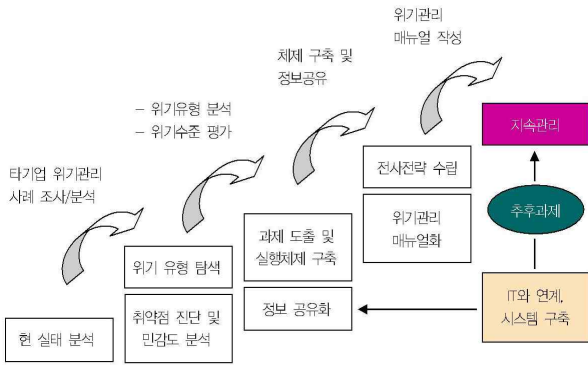 위기관리
매뉴얼 작성
체제 구축 및
정보공유
- 위기유형 분석
- 위기수준 평가
타기업 위기관리
사례 조사/분석
지속관리
전사전략 수립
추후과제
위기관리
매뉴얼화
과제 도출 및
실행체제 구축
위기 유형 탐색
IT와 연계,
시스템 구축
정보 공유화
취약점 진단 및
민감도 분석
현 실태 분석